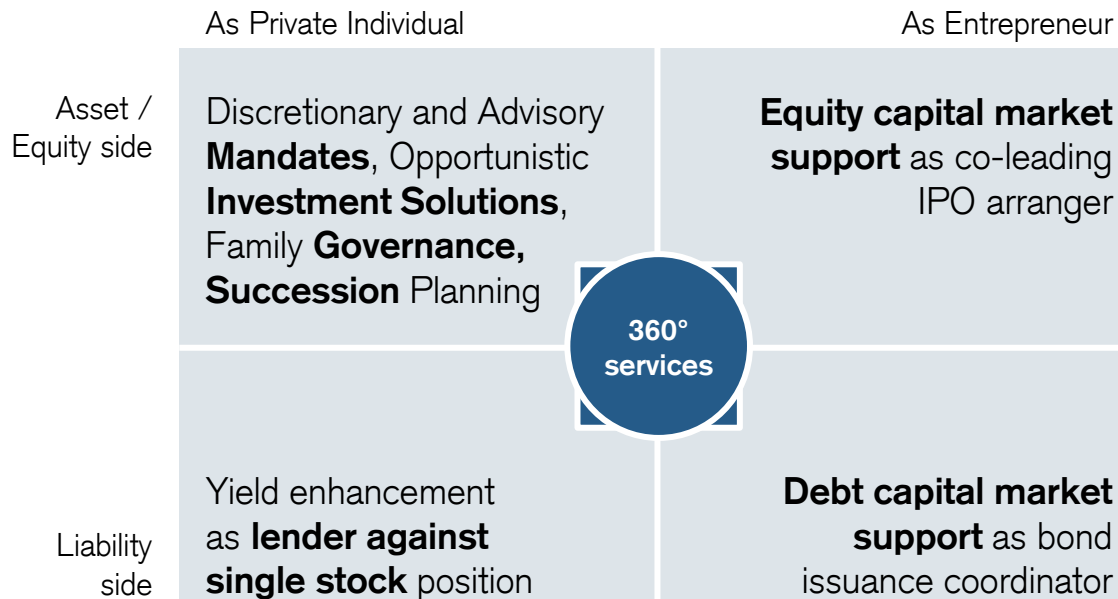 As Private Individual
As Entrepreneur
Asset /
Equity side
Discretionary and Advisory
Mandates, Opportunistic
Investment Solutions,
Family Governance,
Succession Planning
Equity capital market
support as co-leading
IPO arranger
360°
services
Liability
side
Yield enhancement
as lender against
single stock position
Debt capital market
support as bond
issuance coordinator